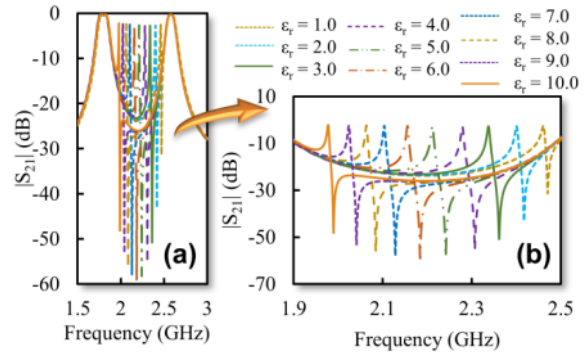 0
-10
-20
-30
-40
-50
-60
|S₂₁| (dB)
(a)
1.5 2 2.5 3
Frequency (GHz)
εᵣ = 1.0 εᵣ = 4.0 εᵣ = 7.0
εᵣ = 2.0 εᵣ = 5.0 εᵣ = 8.0
εᵣ = 3.0 εᵣ = 6.0 εᵣ = 9.0
εᵣ = 10.0
10
-10
-30
-50
-70
|S₂₁| (dB)
(b)
1.9 2.1 2.3 2.5
Frequency (GHz)